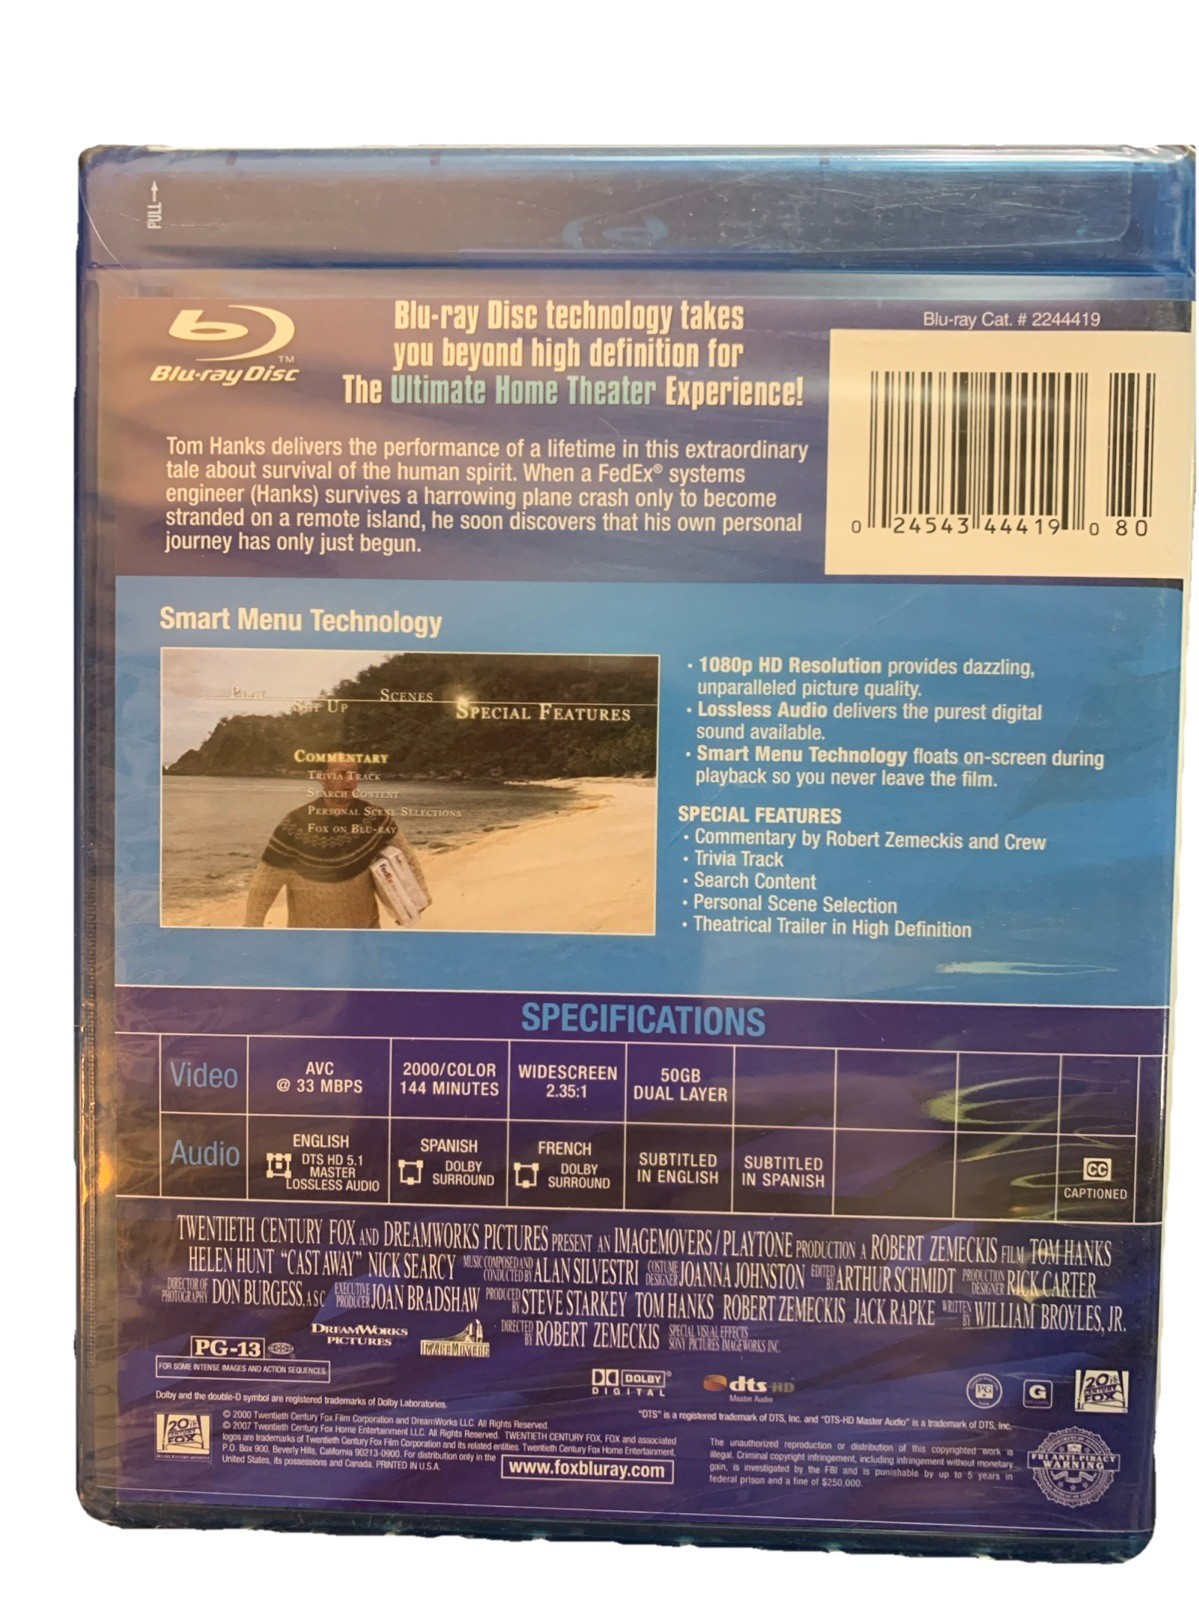 PULL→
Blu-ray Disc™
Blu-ray Disc technology takes
you beyond high definition for
The Ultimate Home Theater Experience!
Blu-ray Cat. # 2244419
0 24543 44419 0 80
Tom Hanks delivers the performance of a lifetime in this extraordinary
tale about survival of the human spirit. When a FedEx® systems
engineer (Hanks) survives a harrowing plane crash only to become
stranded on a remote island, he soon discovers that his own personal
journey has only just begun.
Smart Menu Technology
PLAY
SET UP
SCENES
SPECIAL FEATURES
COMMENTARY
TRIVIA TRACK
SEARCH CONTENT
PERSONAL SCENE SELECTIONS
FOX ON BLU-RAY
· 1080p HD Resolution provides dazzling,
unparalleled picture quality.
· Lossless Audio delivers the purest digital
sound available.
· Smart Menu Technology floats on-screen during
playback so you never leave the film.
SPECIAL FEATURES
· Commentary by Robert Zemeckis and Crew
· Trivia Track
· Search Content
· Personal Scene Selection
· Theatrical Trailer in High Definition
SPECIFICATIONS
Video
AVC
@ 33 MBPS
2000/COLOR
144 MINUTES
WIDESCREEN
2.35:1
50GB
DUAL LAYER
Audio
ENGLISH
DTS HD 5.1
MASTER
LOSSLESS AUDIO
SPANISH
DOLBY
SURROUND
FRENCH
DOLBY
SURROUND
SUBTITLED
IN ENGLISH
SUBTITLED
IN SPANISH
CC
CAPTIONED
TWENTIETH CENTURY FOX AND DREAMWORKS PICTURES PRESENT AN IMAGEMOVERS/PLAYTONE PRODUCTION A ROBERT ZEMECKIS FILM TOM HANKS
HELEN HUNT "CAST AWAY" NICK SEARCY MUSIC COMPOSED AND CONDUCTED BY ALAN SILVESTRI COSTUME DESIGNER JOANNA JOHNSTON EDITED BY ARTHUR SCHMIDT PRODUCTION DESIGNER RICK CARTER
DIRECTOR OF PHOTOGRAPHY DON BURGESS, ASC EXECUTIVE PRODUCER JOAN BRADSHAW PRODUCED BY STEVE STARKEY TOM HANKS ROBERT ZEMECKIS JACK RAPKE WRITTEN BY WILLIAM BROYLES, JR.
DIRECTED BY ROBERT ZEMECKIS SPECIAL VISUAL EFFECTS SONY PICTURES IMAGEWORKS INC.
PG-13
FOR SOME INTENSE IMAGES AND ACTION SEQUENCES
DREAMWORKS
PICTURES
IMAGEMOVERS
DOLBY®
DIGITAL
dts-HD
Master Audio
PG
G
20TH
CENTURY
FOX
Dolby and the double-D symbol are registered trademarks of Dolby Laboratories.
"DTS" is a registered trademark of DTS, Inc. and "DTS-HD Master Audio" is a trademark of DTS, Inc.
20TH
CENTURY
FOX
© 2000 Twentieth Century Fox Film Corporation and DreamWorks LLC. All Rights Reserved.
© 2007 Twentieth Century Fox Home Entertainment LLC. All Rights Reserved. TWENTIETH CENTURY FOX, FOX and associated
logos are trademarks of Twentieth Century Fox Film Corporation and its related entities. Twentieth Century Fox Home Entertainment,
P.O. Box 900, Beverly Hills, California 90213-0900. For distribution only in the
United States, its possessions and Canada. PRINTED IN U.S.A.
www.foxbluray.com
The unauthorized reproduction or distribution of this copyrighted work is
illegal. Criminal copyright infringement, including infringement without monetary
gain, is investigated by the FBI and is punishable by up to 5 years in
federal prison and a fine of $250,000.
FBI ANTI-PIRACY
WARNING